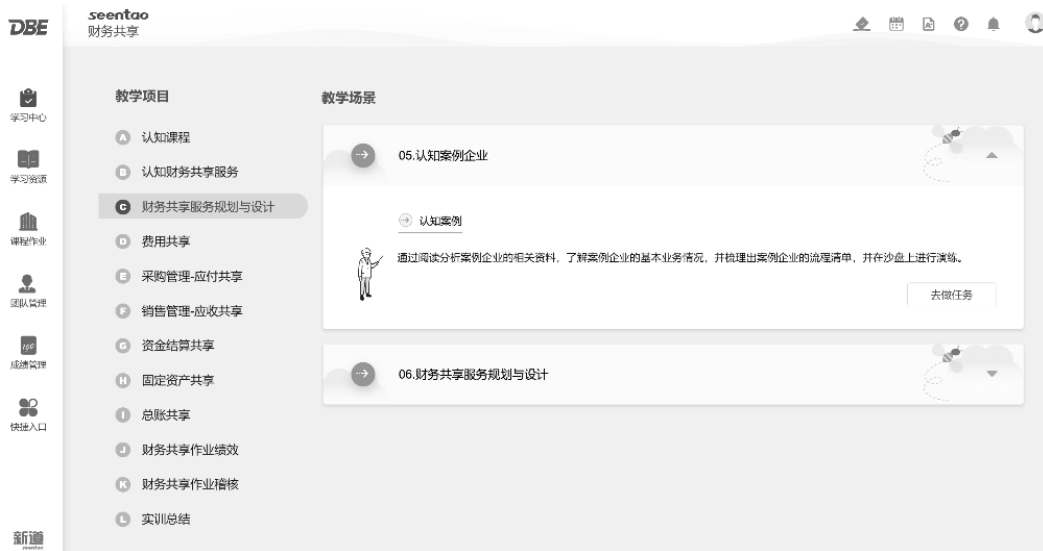 DBE
seentao
财务共享
学习中心
学习资源
课程作业
团队管理
100
成绩管理
快捷入口
新道
seentao
教学项目
A 认知课程
B 认知财务共享服务
C 财务共享服务规划与设计
D 费用共享
E 采购管理-应付共享
F 销售管理-应收共享
G 资金结算共享
H 固定资产共享
I 总账共享
J 财务共享作业绩效
K 财务共享作业稽核
L 实训总结
教学场景
05.认知案例企业
认知案例
通过阅读分析案例企业的相关资料，了解案例企业的基本业务情况，并梳理出案例企业的流程清单，并在沙盘上进行演练。
去做任务
06.财务共享服务规划与设计